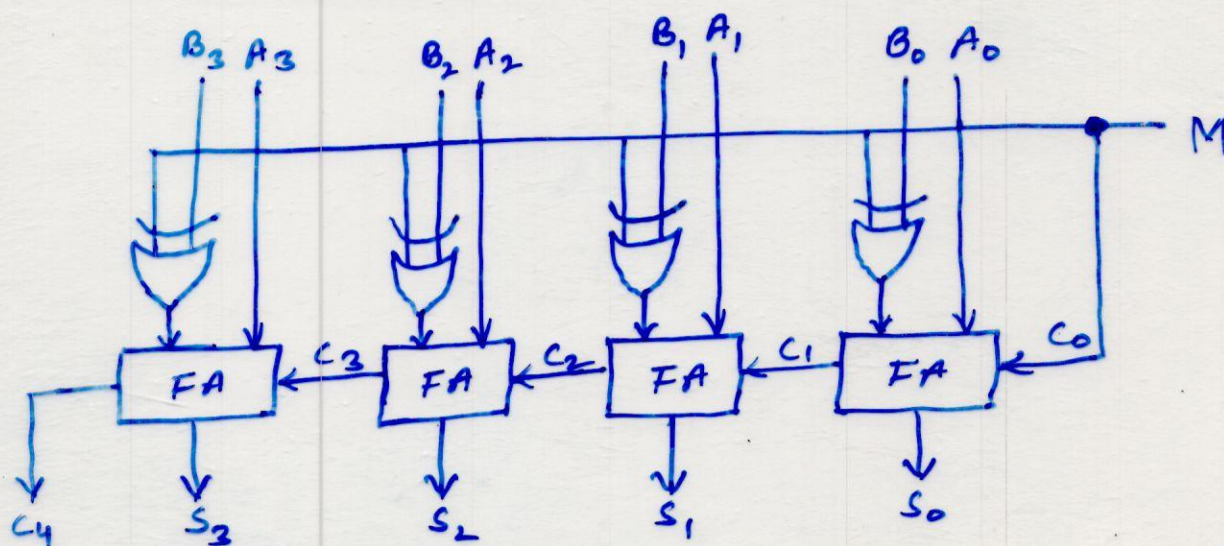 B3 A3 B2 A2 B1 A1 B0 A0
M
FA C3 FA C2 FA C1 FA C0
C4 S3 S2 S1 S0